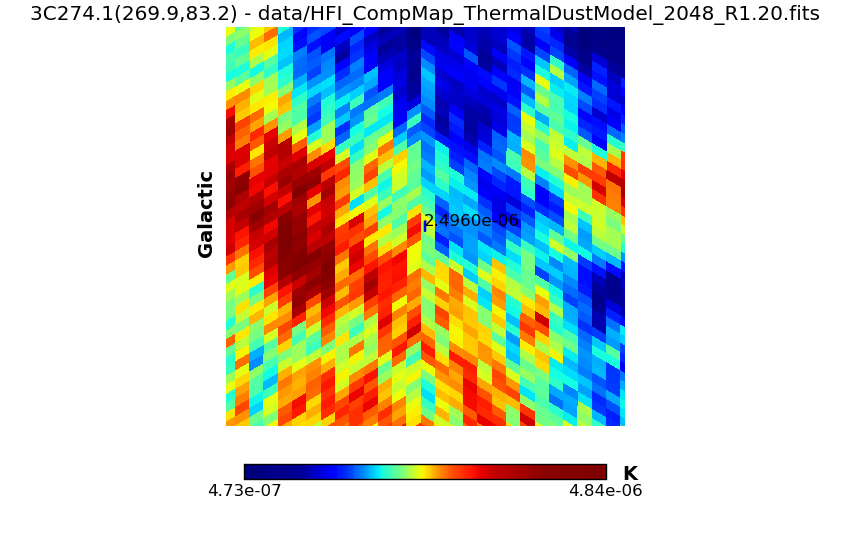 3C274.1(269.9,83.2) - data/HFI_CompMap_ThermalDustModel_2048_R1.20.fits
Galactic
2.4960e-06
K
4.73e-07
4.84e-06